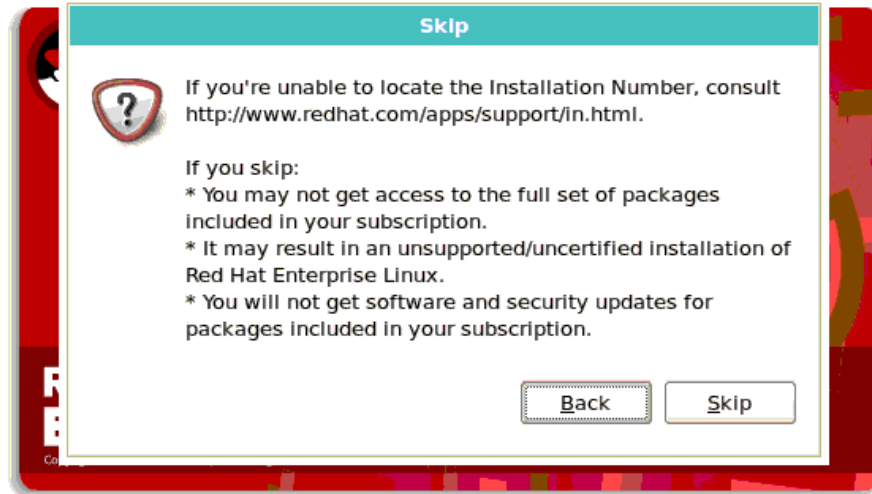 Skip
If you're unable to locate the Installation Number, consult
http://www.redhat.com/apps/support/in.html.
If you skip:
* You may not get access to the full set of packages
included in your subscription.
* It may result in an unsupported/uncertified installation of
Red Hat Enterprise Linux.
* You will not get software and security updates for
packages included in your subscription.
Back Skip